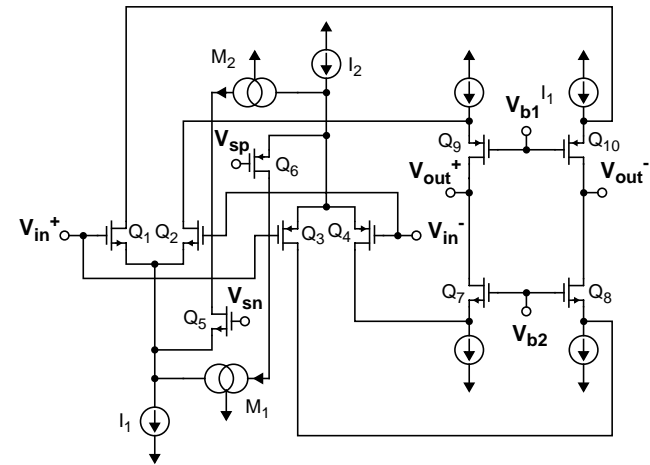 M2
I2
Vb1
I1
Vsp
Q6
Q9
Q10
Vout+
Vout-
Vin+
Q1
Q2
Q3
Q4
Vin-
Vsn
Q5
Q7
Q8
Vb2
I1
M1